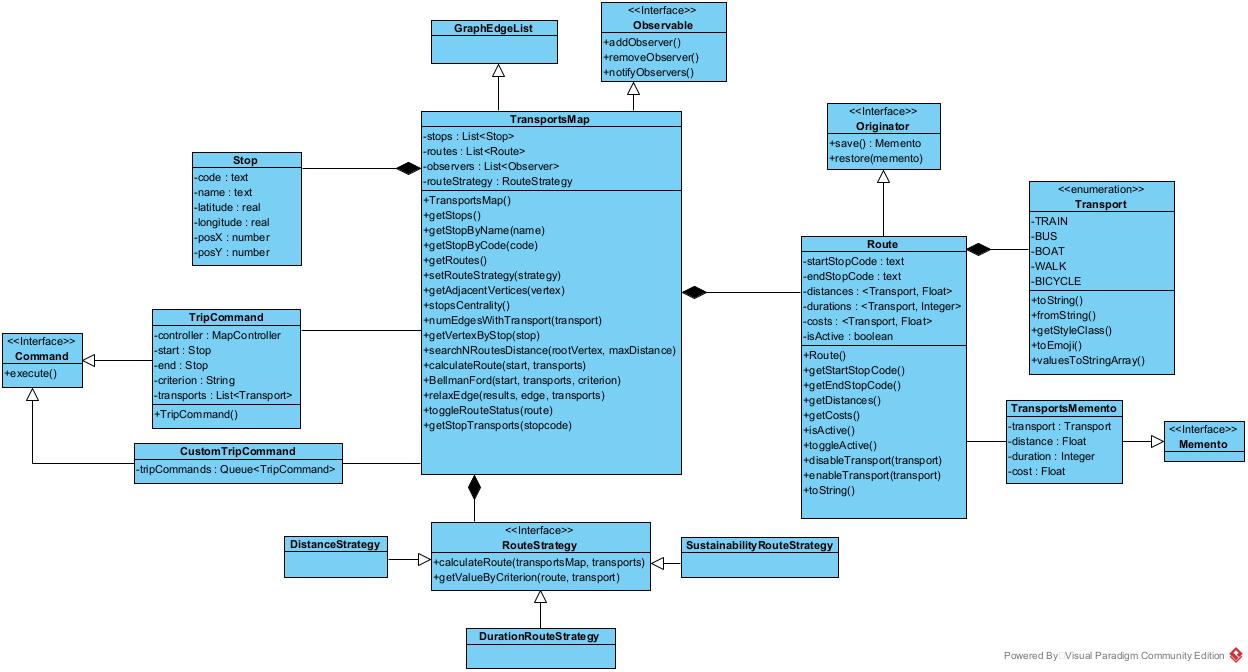 GraphEdgeList
<<Interface>>
Observable
+addObserver()
+removeObserver()
+notifyObservers()
TransportsMap
-stops : List<Stop>
-routes : List<Route>
-observers : List<Observer>
-routeStrategy : RouteStrategy
+TransportsMap()
+getStops()
+getStopByName(name)
+getStopByCode(code)
+getRoutes()
+setRouteStrategy(strategy)
+getAdjacentVertices(vertex)
+stopsCentrality()
+numEdgesWithTransport(transport)
+getVertexByStop(stop)
+searchNRoutesDistance(rootVertex, maxDistance)
+calculateRoute(start, transports)
+BellmanFord(start, transports, criterion)
+relaxEdge(results, edge, transports)
+toggleRouteStatus(route)
+getStopTransports(stopcode)
Stop
-code : text
-name : text
-latitude : real
-longitude : real
-posX : number
-posY : number
TripCommand
-controller : MapController
-start : Stop
-end : Stop
-criterion : String
-transports : List<Transport>
+TripCommand()
<<Interface>>
Command
+execute()
CustomTripCommand
-tripCommands : Queue<TripCommand>
<<Interface>>
Originator
+save() : Memento
+restore(memento)
Route
-startStopCode : text
-endStopCode : text
-distances : <Transport, Float>
-durations : <Transport, Integer>
-costs : <Transport, Float>
-isActive : boolean
+Route()
+getStartStopCode()
+getEndStopCode()
+getDistances()
+getCosts()
+isActive()
+toggleActive()
+disableTransport(transport)
+enableTransport(transport)
+toString()
<<enumeration>>
Transport
-TRAIN
-BUS
-BOAT
-WALK
-BICYCLE
+toString()
+fromString()
+getStyleClass()
+toEmoji()
+valuesToStringArray()
TransportsMemento
-transport : Transport
-distance : Float
-duration : Integer
-cost : Float
<<Interface>>
Memento
DistanceStrategy
<<Interface>>
RouteStrategy
+calculateRoute(transportsMap, transports)
+getValueByCriterion(route, transport)
SustainabilityRouteStrategy
DurationRouteStrategy
Powered By Visual Paradigm Community Edition